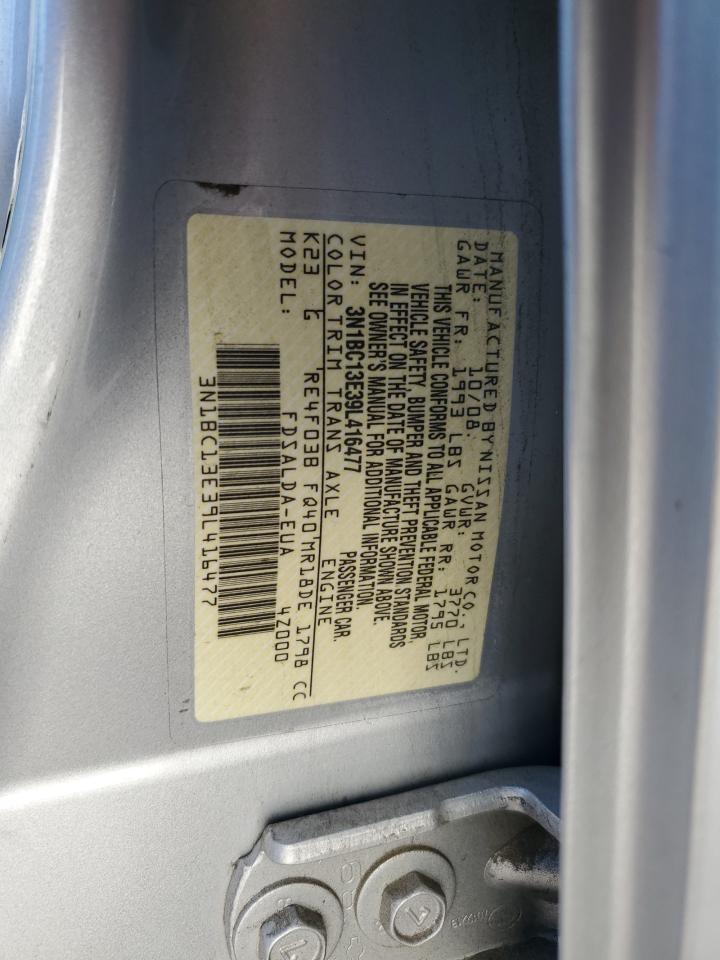 MANUFACTURED BY NISSAN MOTOR CO., LTD.
DATE: 10/08 GVWR: 3770 LBS
GAWR FR: 1993 LBS GAWR RR: 1795 LBS
THIS VEHICLE CONFORMS TO ALL APPLICABLE FEDERAL MOTOR
VEHICLE SAFETY, BUMPER AND THEFT PREVENTION STANDARDS
IN EFFECT ON THE DATE OF MANUFACTURE SHOWN ABOVE.
SEE OWNER'S MANUAL FOR ADDITIONAL INFORMATION.
VIN: 3N1BC13E39L416477 PASSENGER CAR.
COLOR TRIM TRANS AXLE ENGINE
K23 G RE4F03B FQ40 MR18DE 1798 CC
MODEL: FDSALDA-EUA 4Z000
3N1BC13E39L416477